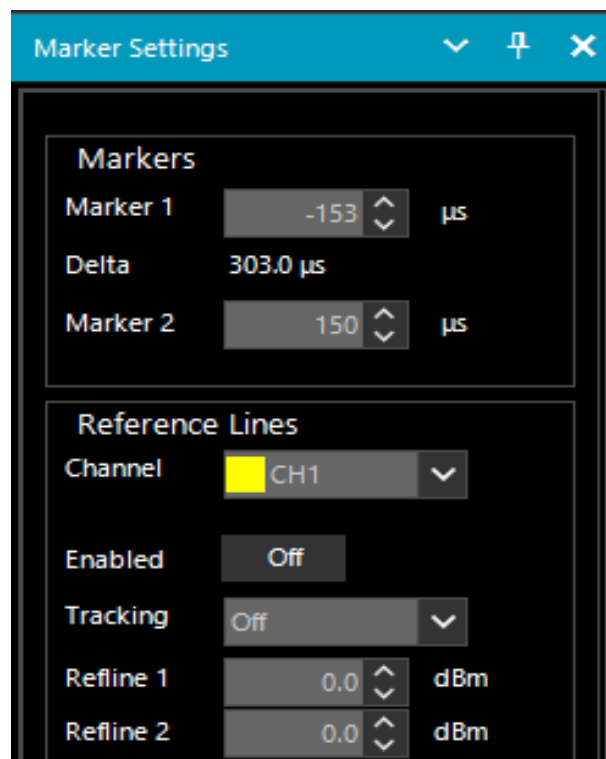 Marker Settings
Markers
Marker 1 -153 µs
Delta 303.0 µs
Marker 2 150 µs
Reference Lines
Channel CH1
Enabled Off
Tracking Off
Refline 1 0.0 dBm
Refline 2 0.0 dBm